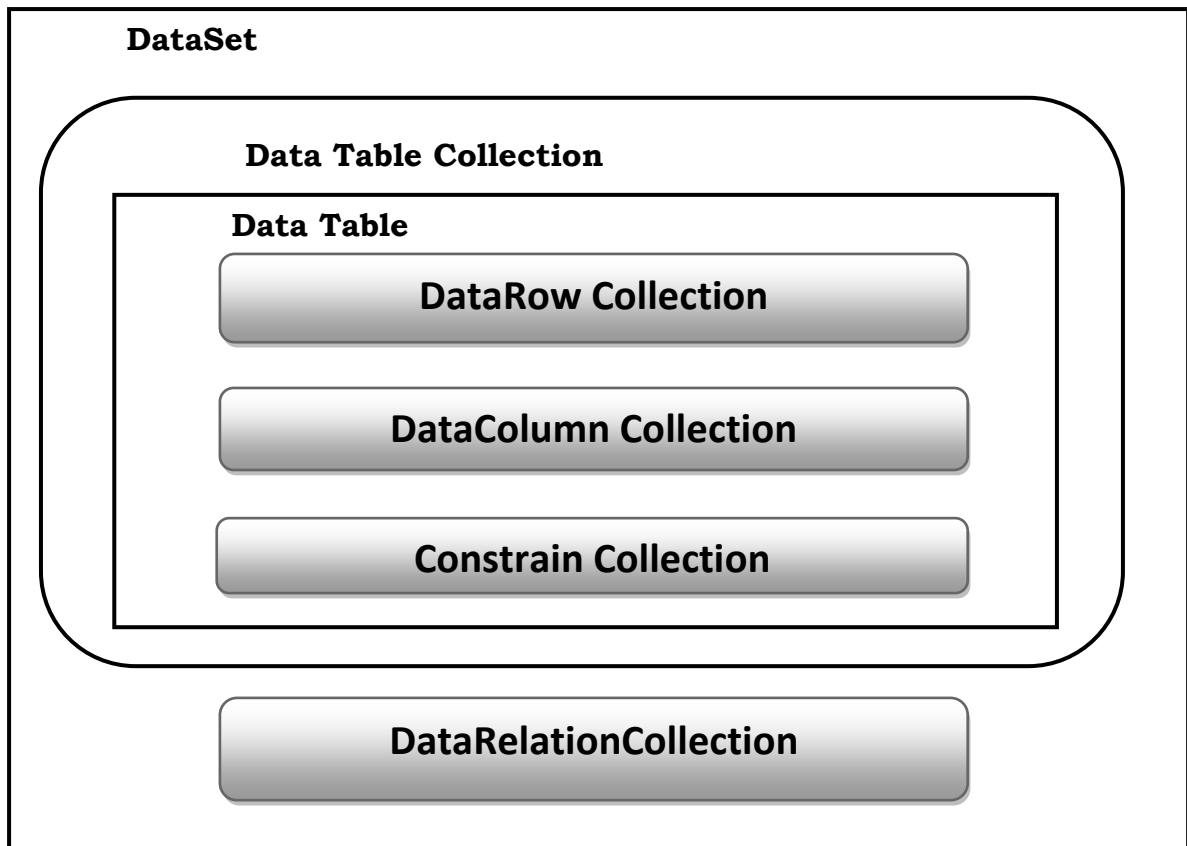 DataSet
Data Table Collection
Data Table
DataRow Collection
DataColumn Collection
Constrain Collection
DataRelationCollection